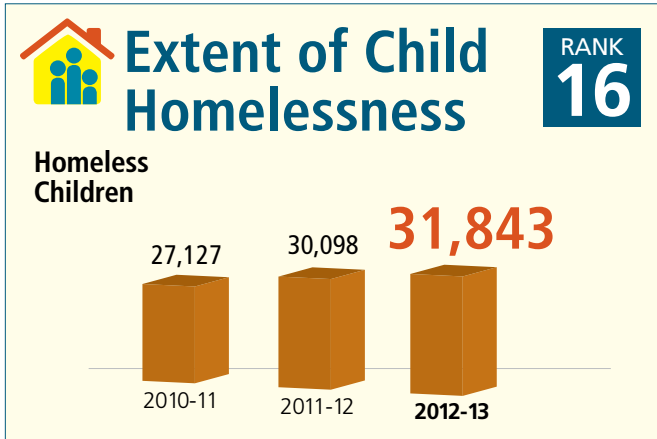 Extent of Child
Homelessness
RANK
16
Homeless
Children
27,127
30,098
31,843
2010-11
2011-12
2012-13